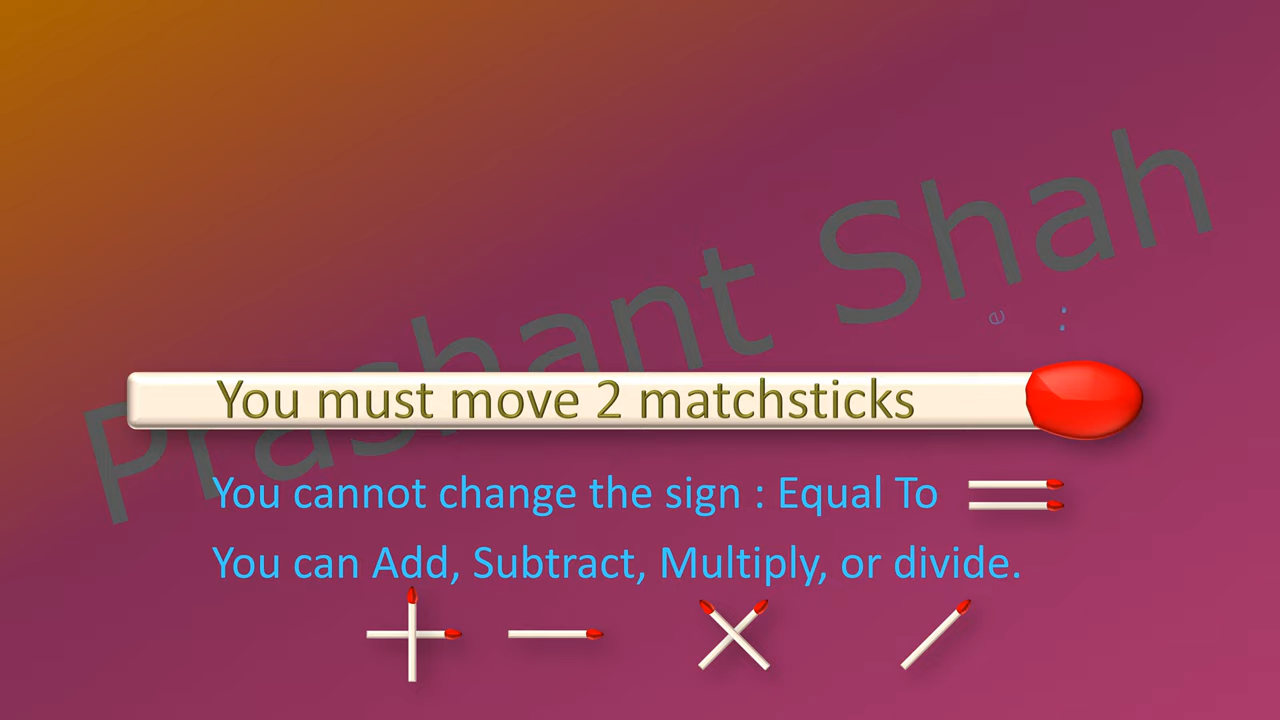 Prashant Shah
e :
You must move 2 matchsticks
You cannot change the sign : Equal To
You can Add, Subtract, Multiply, or divide.